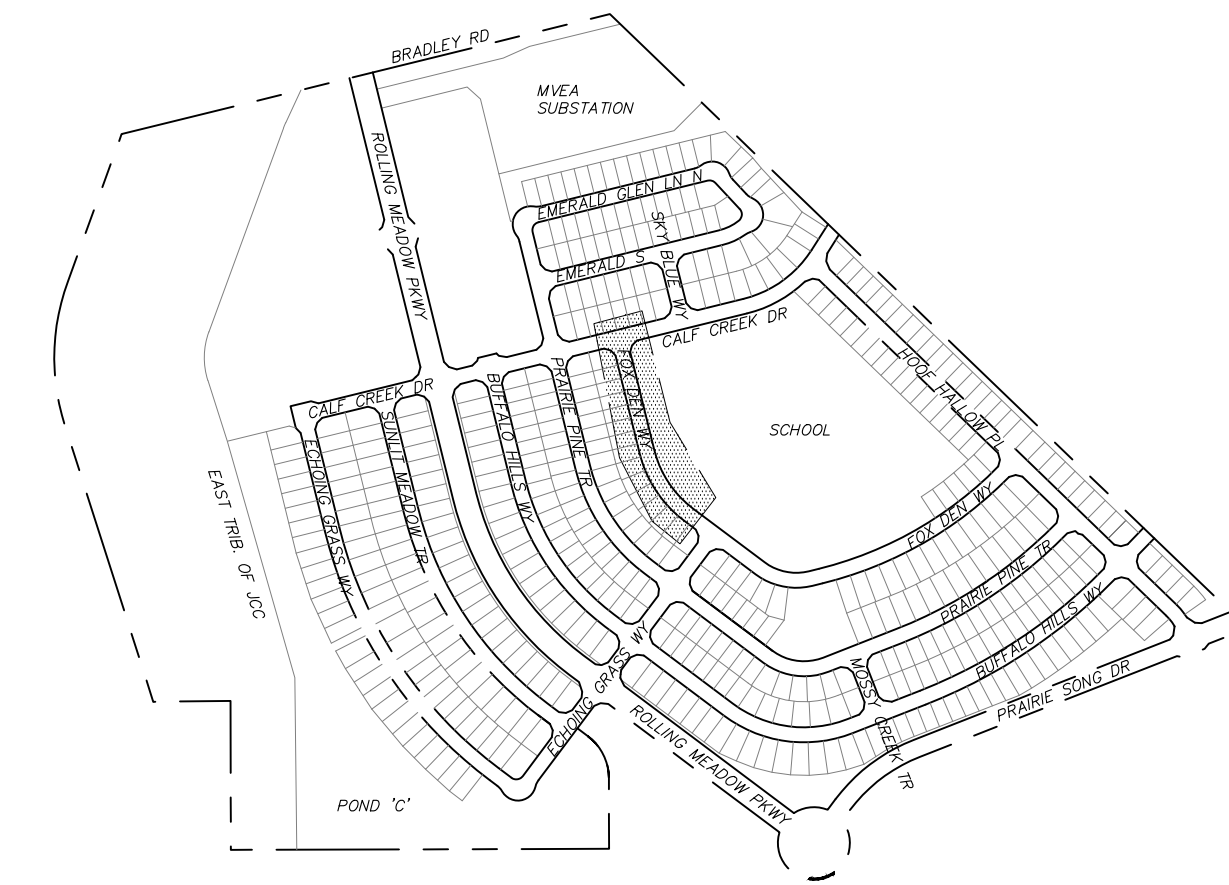 BRADLEY RD
MVEA
SUBSTATION
ROLLING MEADOW PKWY
EMERALD GLEN LN N
SKY BLUE WY
EMERALD S
CALF CREEK DR
FOX DEN WY
HOOF HALLOW PL
CALF CREEK DR
BUFFALO HILLS WY
PRAIRIE PINE TR
SUNLIT MEADOW TR
ECHOING GRASS WY
SCHOOL
EAST TRIB. OF JCC
FOX DEN WY
PRAIRIE PINE TR
BUFFALO HILLS WY
MOSSY CREEK TR
PRAIRIE SONG DR
ECHOING GRASS WY
ROLLING MEADOW PKWY
POND 'C'